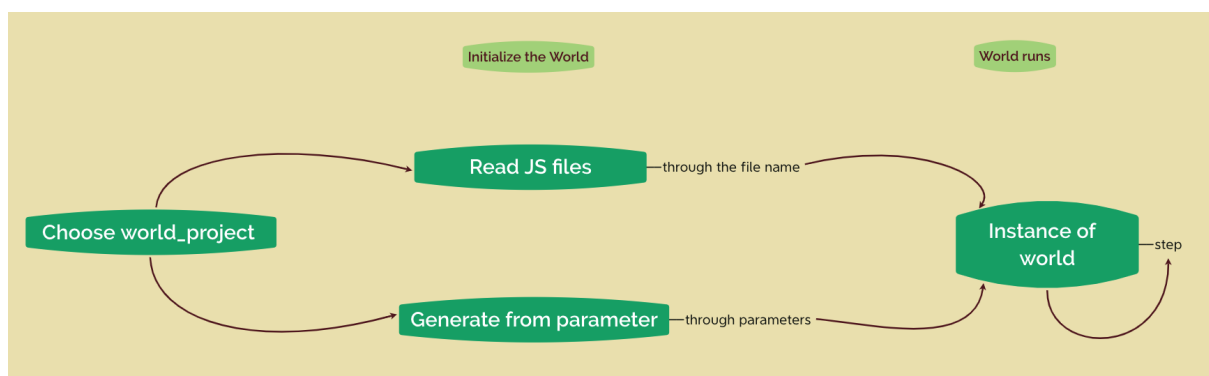 Initialize the World
World runs
Read JS files
through the file name
Choose world_project
Instance of
world
step
Generate from parameter
through parameters